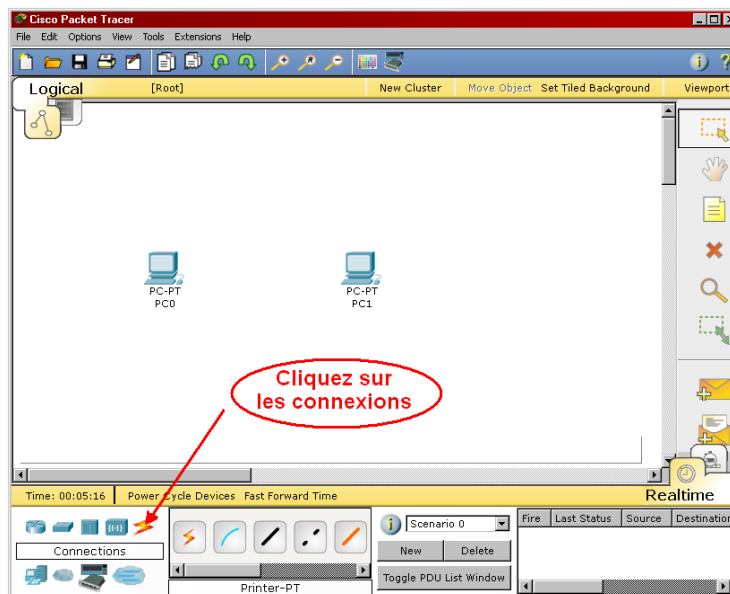 Cisco Packet Tracer
File Edit Options View Tools Extensions Help
Logical [Root] New Cluster Move Object Set Tiled Background Viewport
PC-PT
PC0
PC-PT
PC1
Cliquez sur
les connexions
Time: 00:05:16 Power Cycle Devices Fast Forward Time Realtime
Scenario 0
Fire Last Status Source Destination
Connections
New Delete
Toggle PDU List Window
Printer-PT